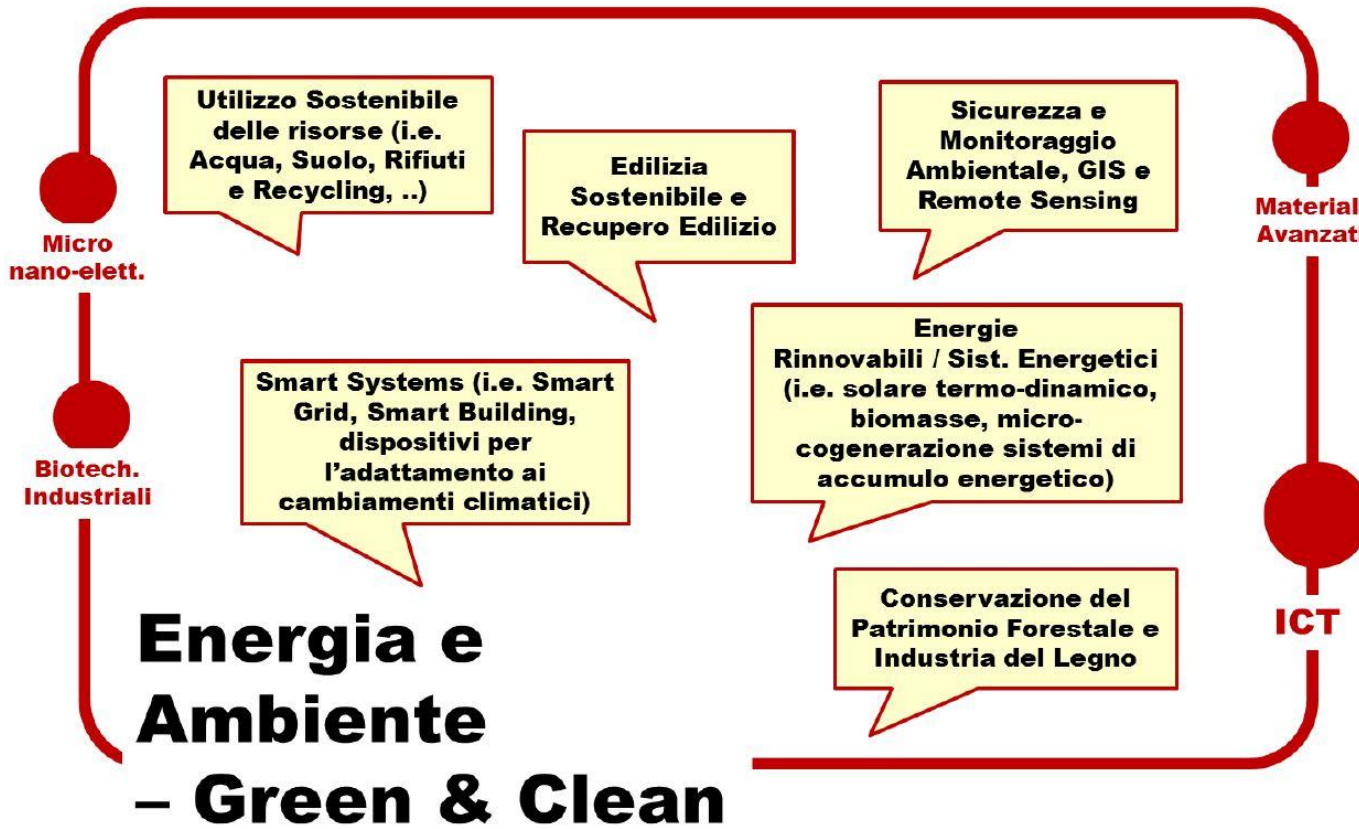 Utilizzo Sostenibile
delle risorse (i.e.
Acqua, Suolo, Rifiuti
e Recycling, ..)
Edilizia
Sostenibile e
Recupero Edilizio
Sicurezza e
Monitoraggio
Ambientale, GIS e
Remote Sensing
Micro
nano-elett.
Material
Avanzat
Energie
Rinnovabili / Sist. Energetici
(i.e. solare termo-dinamico,
biomasse, micro-
cogenerazione sistemi di
accumulo energetico)
Smart Systems (i.e. Smart
Grid, Smart Building,
dispositivi per
l'adattamento ai
cambiamenti climatici)
Biotech.
Industriali
Conservazione del
Patrimonio Forestale e
Industria del Legno
ICT
Energia e
Ambiente
– Green & Clean